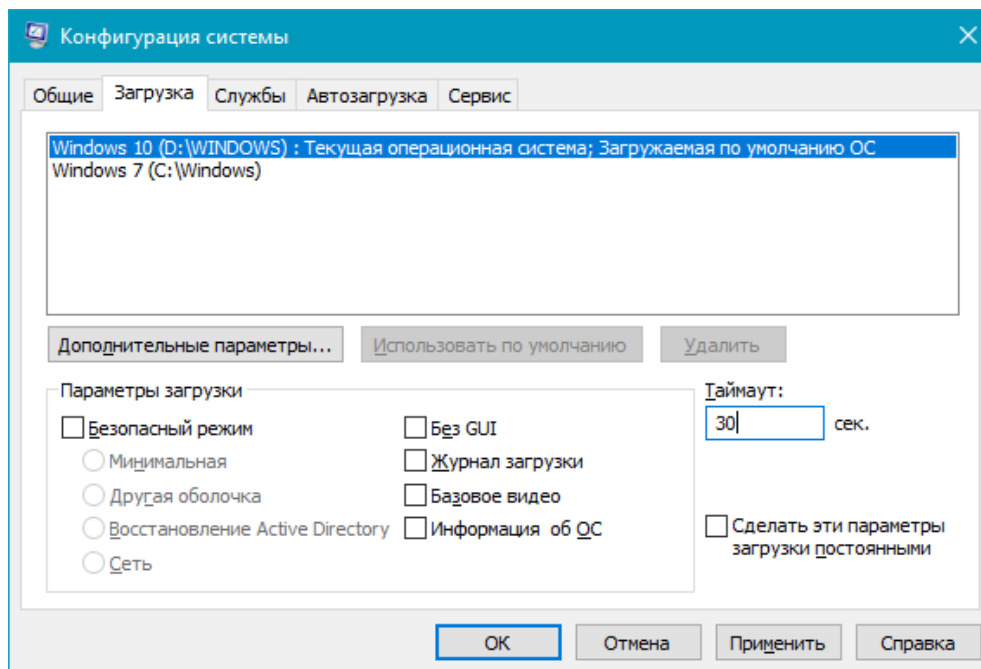 Конфигурация системы
Общие Загрузка Службы Автозагрузка Сервис
Windows 10 (D:\WINDOWS) : Текущая операционная система; Загружаемая по умолчанию ОС
Windows 7 (C:\Windows)
Дополнительные параметры... Использовать по умолчанию Удалить
Параметры загрузки
Таймаут:
Безопасный режим
Без GUI
30 сек.
Минимальная
Журнал загрузки
Другая оболочка
Базовое видео
Восстановление Active Directory
Информация об ОС
Сделать эти параметры
загрузки постоянными
Сеть
ОК Отмена Применить Справка